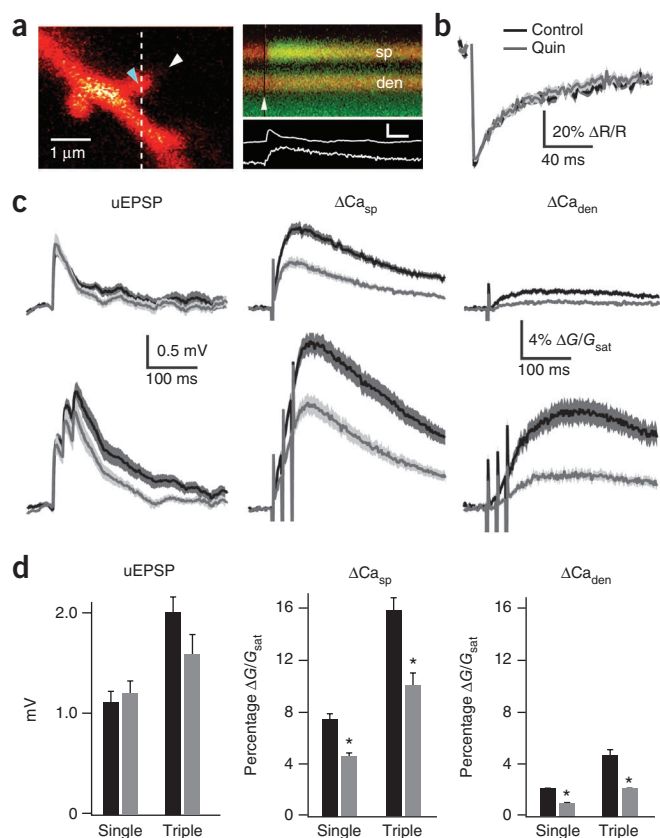 a
sp
den
1 μm
b
Control
Quin
20% ΔR/R
40 ms
c
uEPSP
ΔCasp
ΔCaden
0.5 mV
100 ms
4% ΔG/Gsat
100 ms
d
uEPSP
ΔCasp
ΔCaden
mV
2.0
1.0
0
Single Triple
Percentage ΔG/Gsat
16
12
8
4
0
*
*
Single Triple
Percentage ΔG/Gsat
16
12
8
4
0
*
*
Single Triple